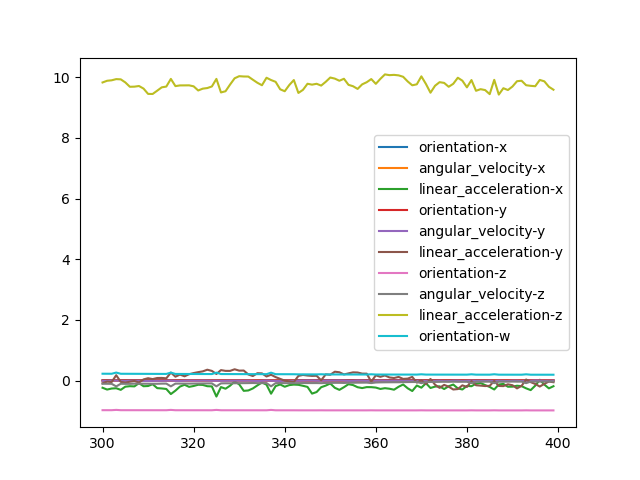 10
8
6
4
2
0
300
320
340
360
380
400
orientation-x
angular_velocity-x
linear_acceleration-x
orientation-y
angular_velocity-y
linear_acceleration-y
orientation-z
angular_velocity-z
linear_acceleration-z
orientation-w